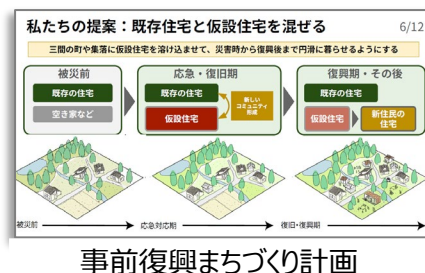 私たちの提案：既存住宅と仮設住宅を混ぜる
6/12
三間の町や集落に仮設住宅を溶け込ませて、災害時から復興後まで円滑に暮らせるようにする
被災前
応急・復旧期
復興期・その後
既存の住宅
空き家など
既存の住宅
仮設住宅
新しい
コミュニティ
形成
既存の住宅
仮設住宅
新住民の
住宅
被災前
応急対応期
復旧・復興期
事前復興まちづくり計画